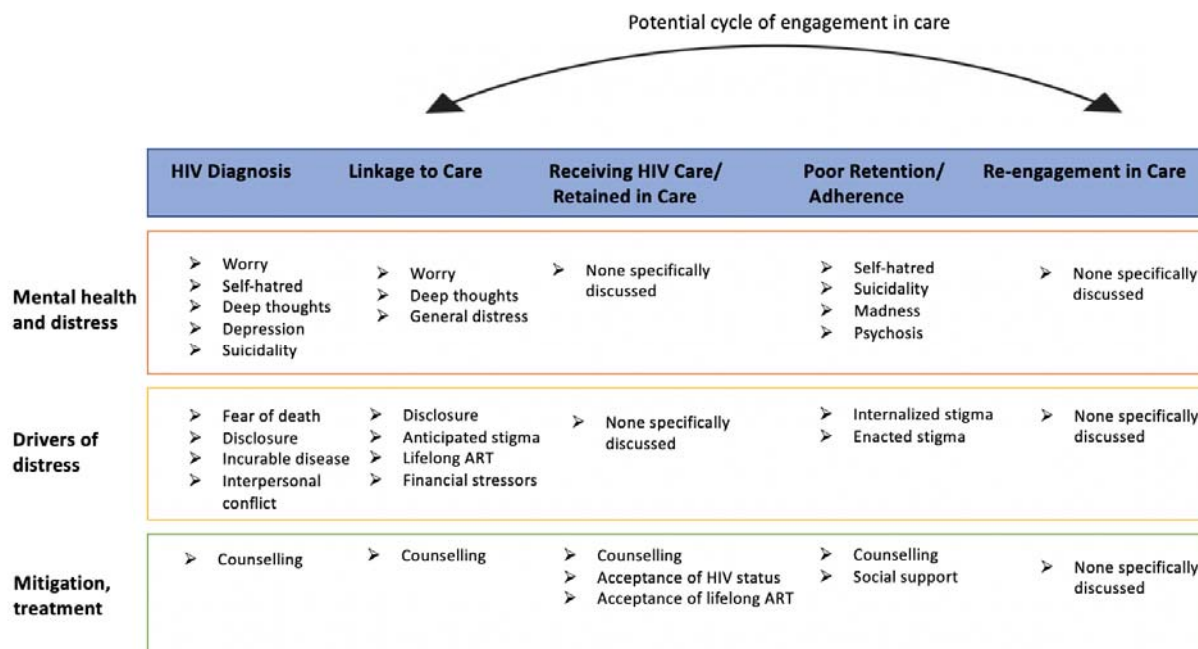 Potential cycle of engagement in care
HIV Diagnosis
Linkage to Care
Receiving HIV Care/
Retained in Care
Poor Retention/
Adherence
Re-engagement in Care
Mental health
and distress
➢ Worry
➢ Self-hatred
➢ Deep thoughts
➢ Depression
➢ Suicidality
➢ Worry
➢ Deep thoughts
➢ General distress
➢ None specifically
discussed
➢ Self-hatred
➢ Suicidality
➢ Madness
➢ Psychosis
➢ None specifically
discussed
Drivers of
distress
➢ Fear of death
➢ Disclosure
➢ Incurable disease
➢ Interpersonal
conflict
➢ Disclosure
➢ Anticipated stigma
➢ Lifelong ART
➢ Financial stressors
➢ None specifically
discussed
➢ Internalized stigma
➢ Enacted stigma
➢ None specifically
discussed
Mitigation,
treatment
➢ Counselling
➢ Counselling
➢ Counselling
➢ Acceptance of HIV status
➢ Acceptance of lifelong ART
➢ Counselling
➢ Social support
➢ None specifically
discussed